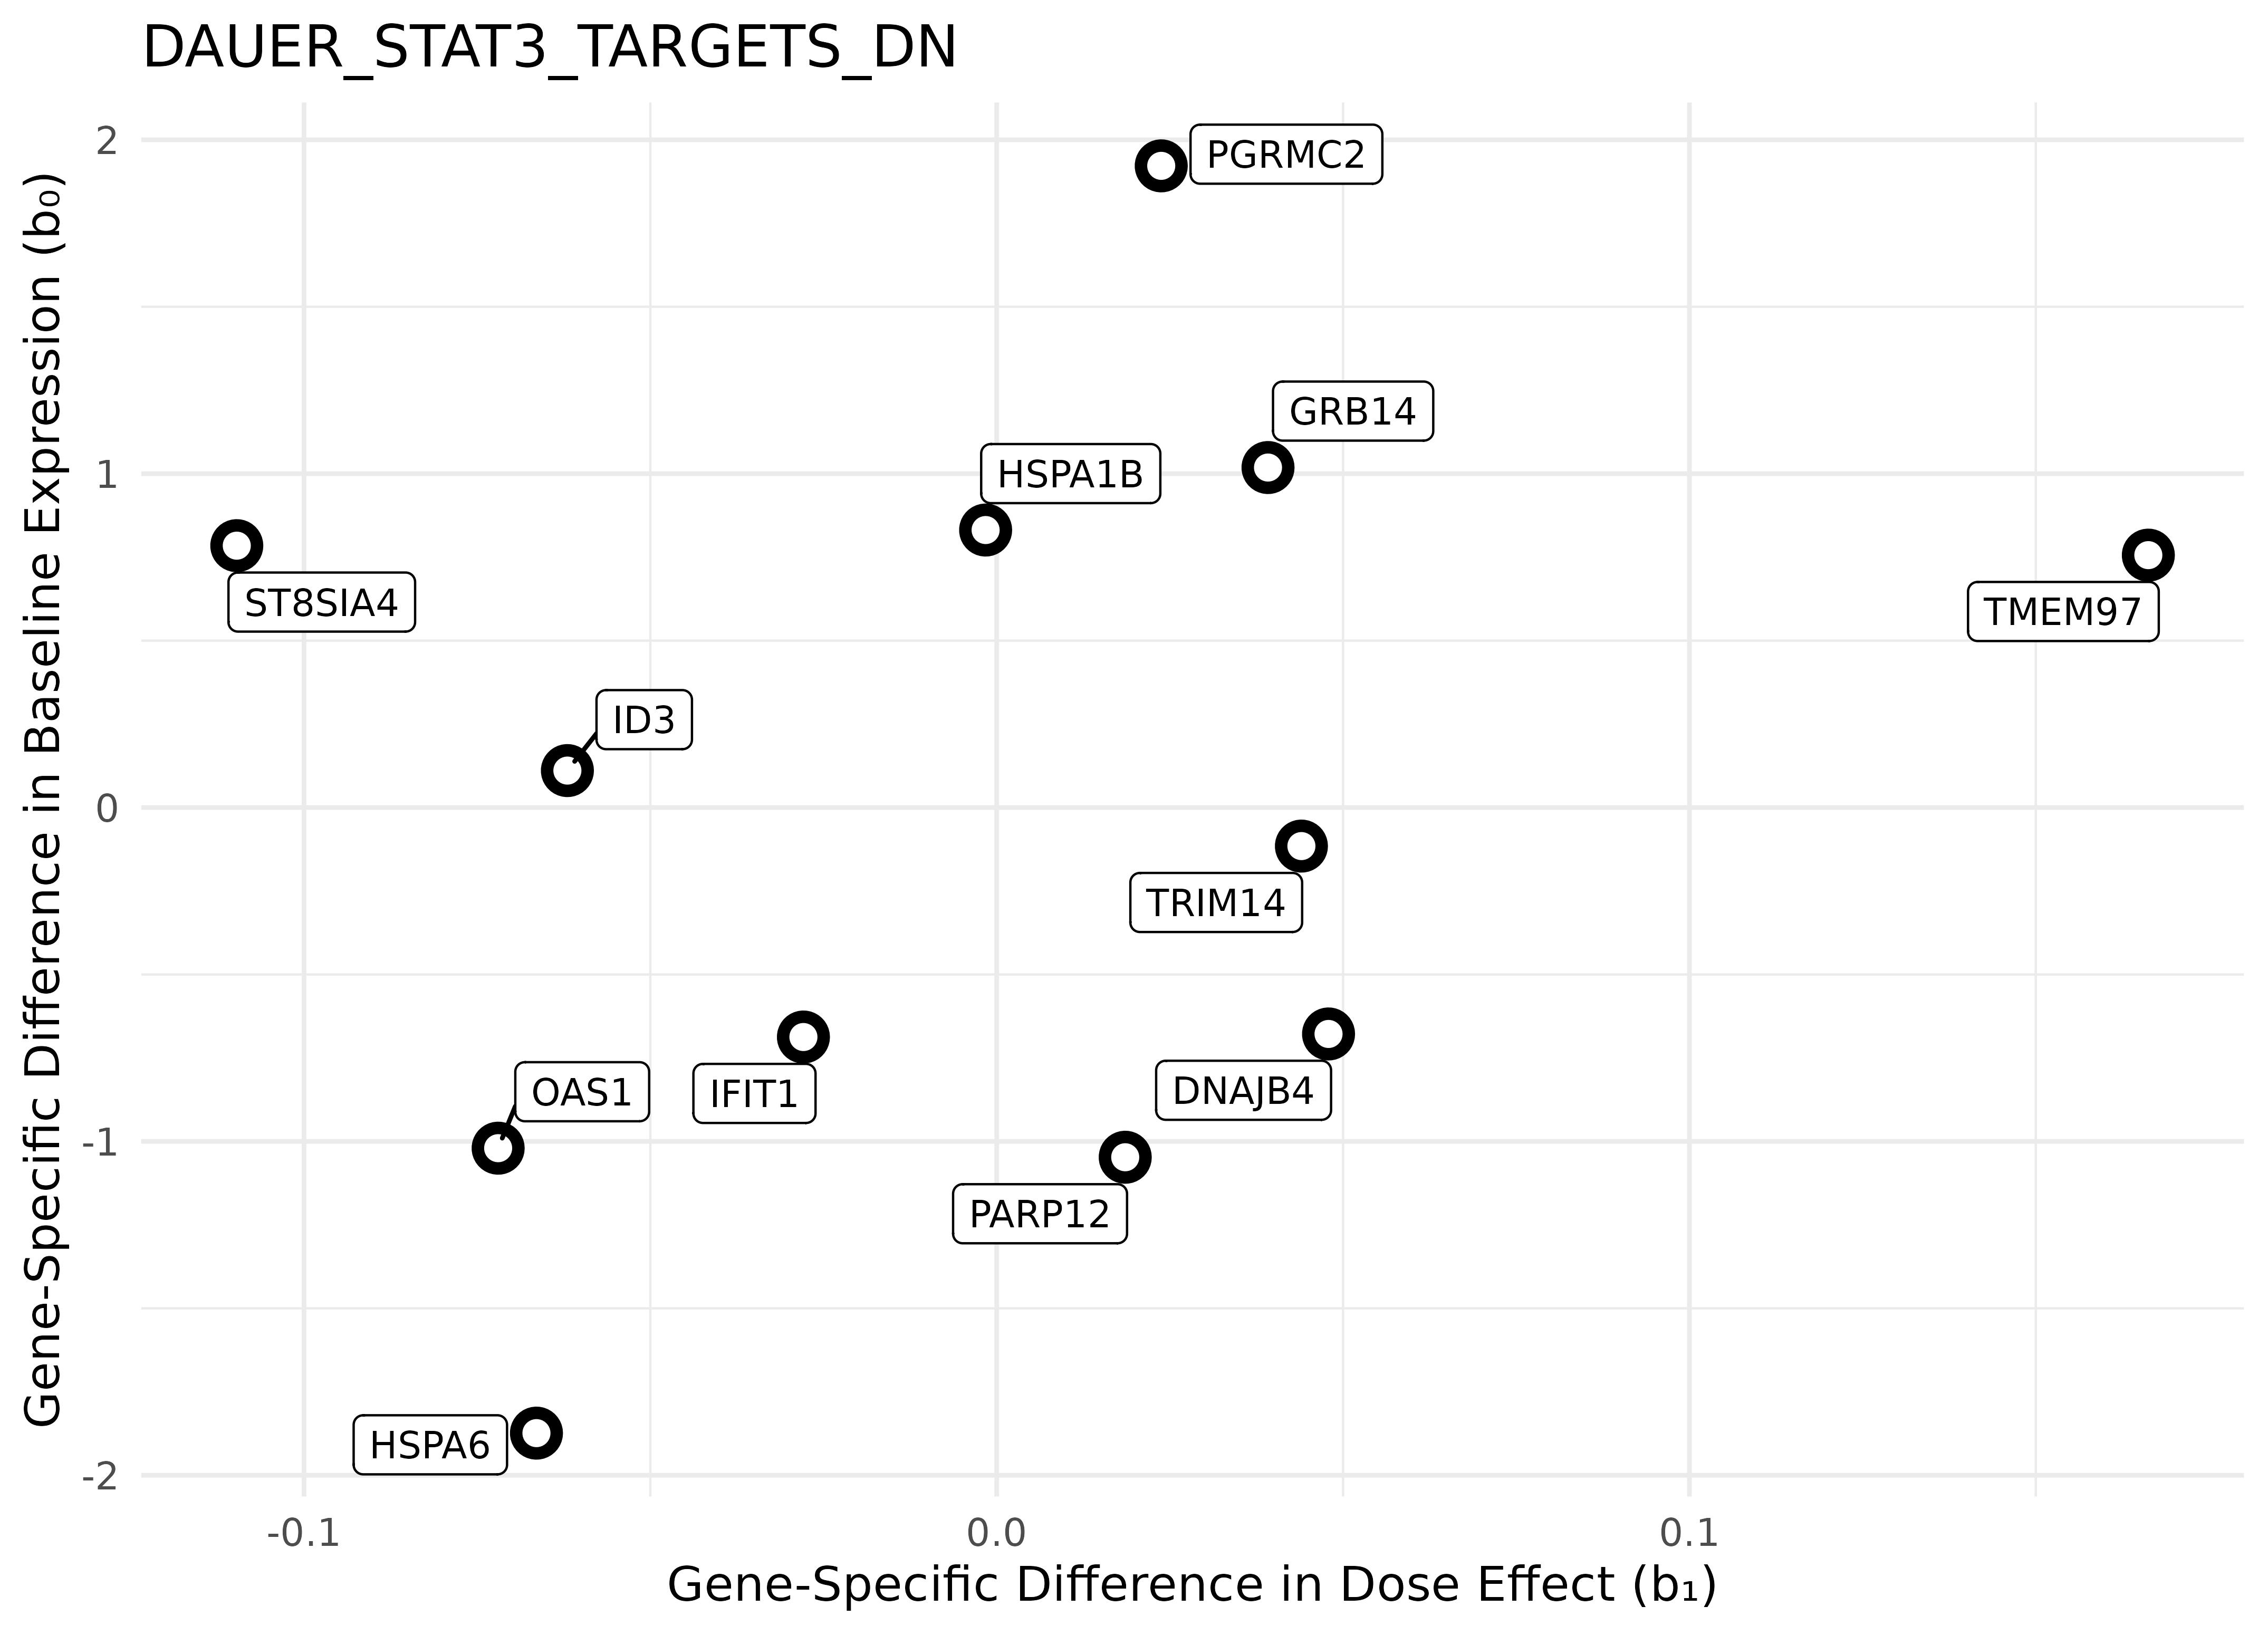 DAUER_STAT3_TARGETS_DN
Gene-Specific Difference in Baseline Expression (b₀)
2
1
0
-1
-2
PGRMC2
GRB14
HSPA1B
ST8SIA4
TMEM97
ID3
TRIM14
OAS1
IFIT1
DNAJB4
PARP12
HSPA6
-0.1
0.0
0.1
Gene-Specific Difference in Dose Effect (b₁)